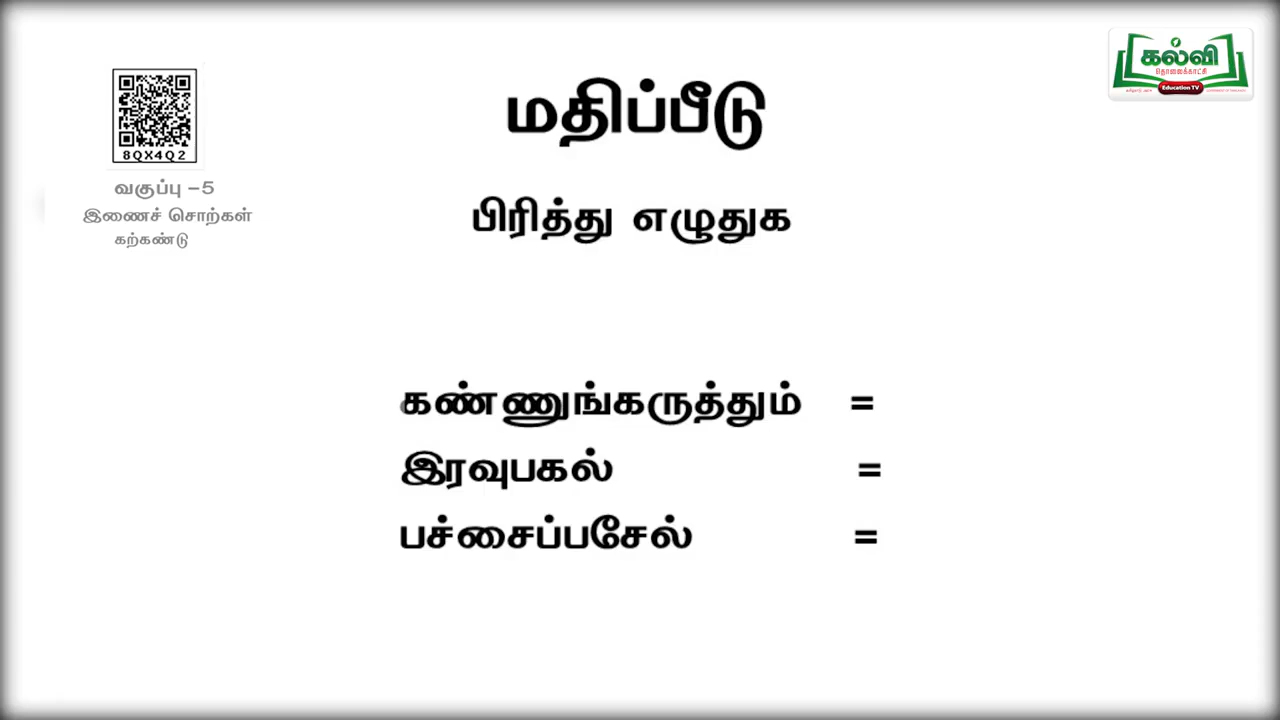 கல்வி
தொலைக்காட்சி
Education TV
மதிப்பீடு
8QX4Q2
வகுப்பு -5
இணைச் சொற்கள்
கற்கண்டு
பிரித்து எழுதுக
கண்ணுங்கருத்தும் =
இரவுபகல் =
பச்சைப்பசேல் =